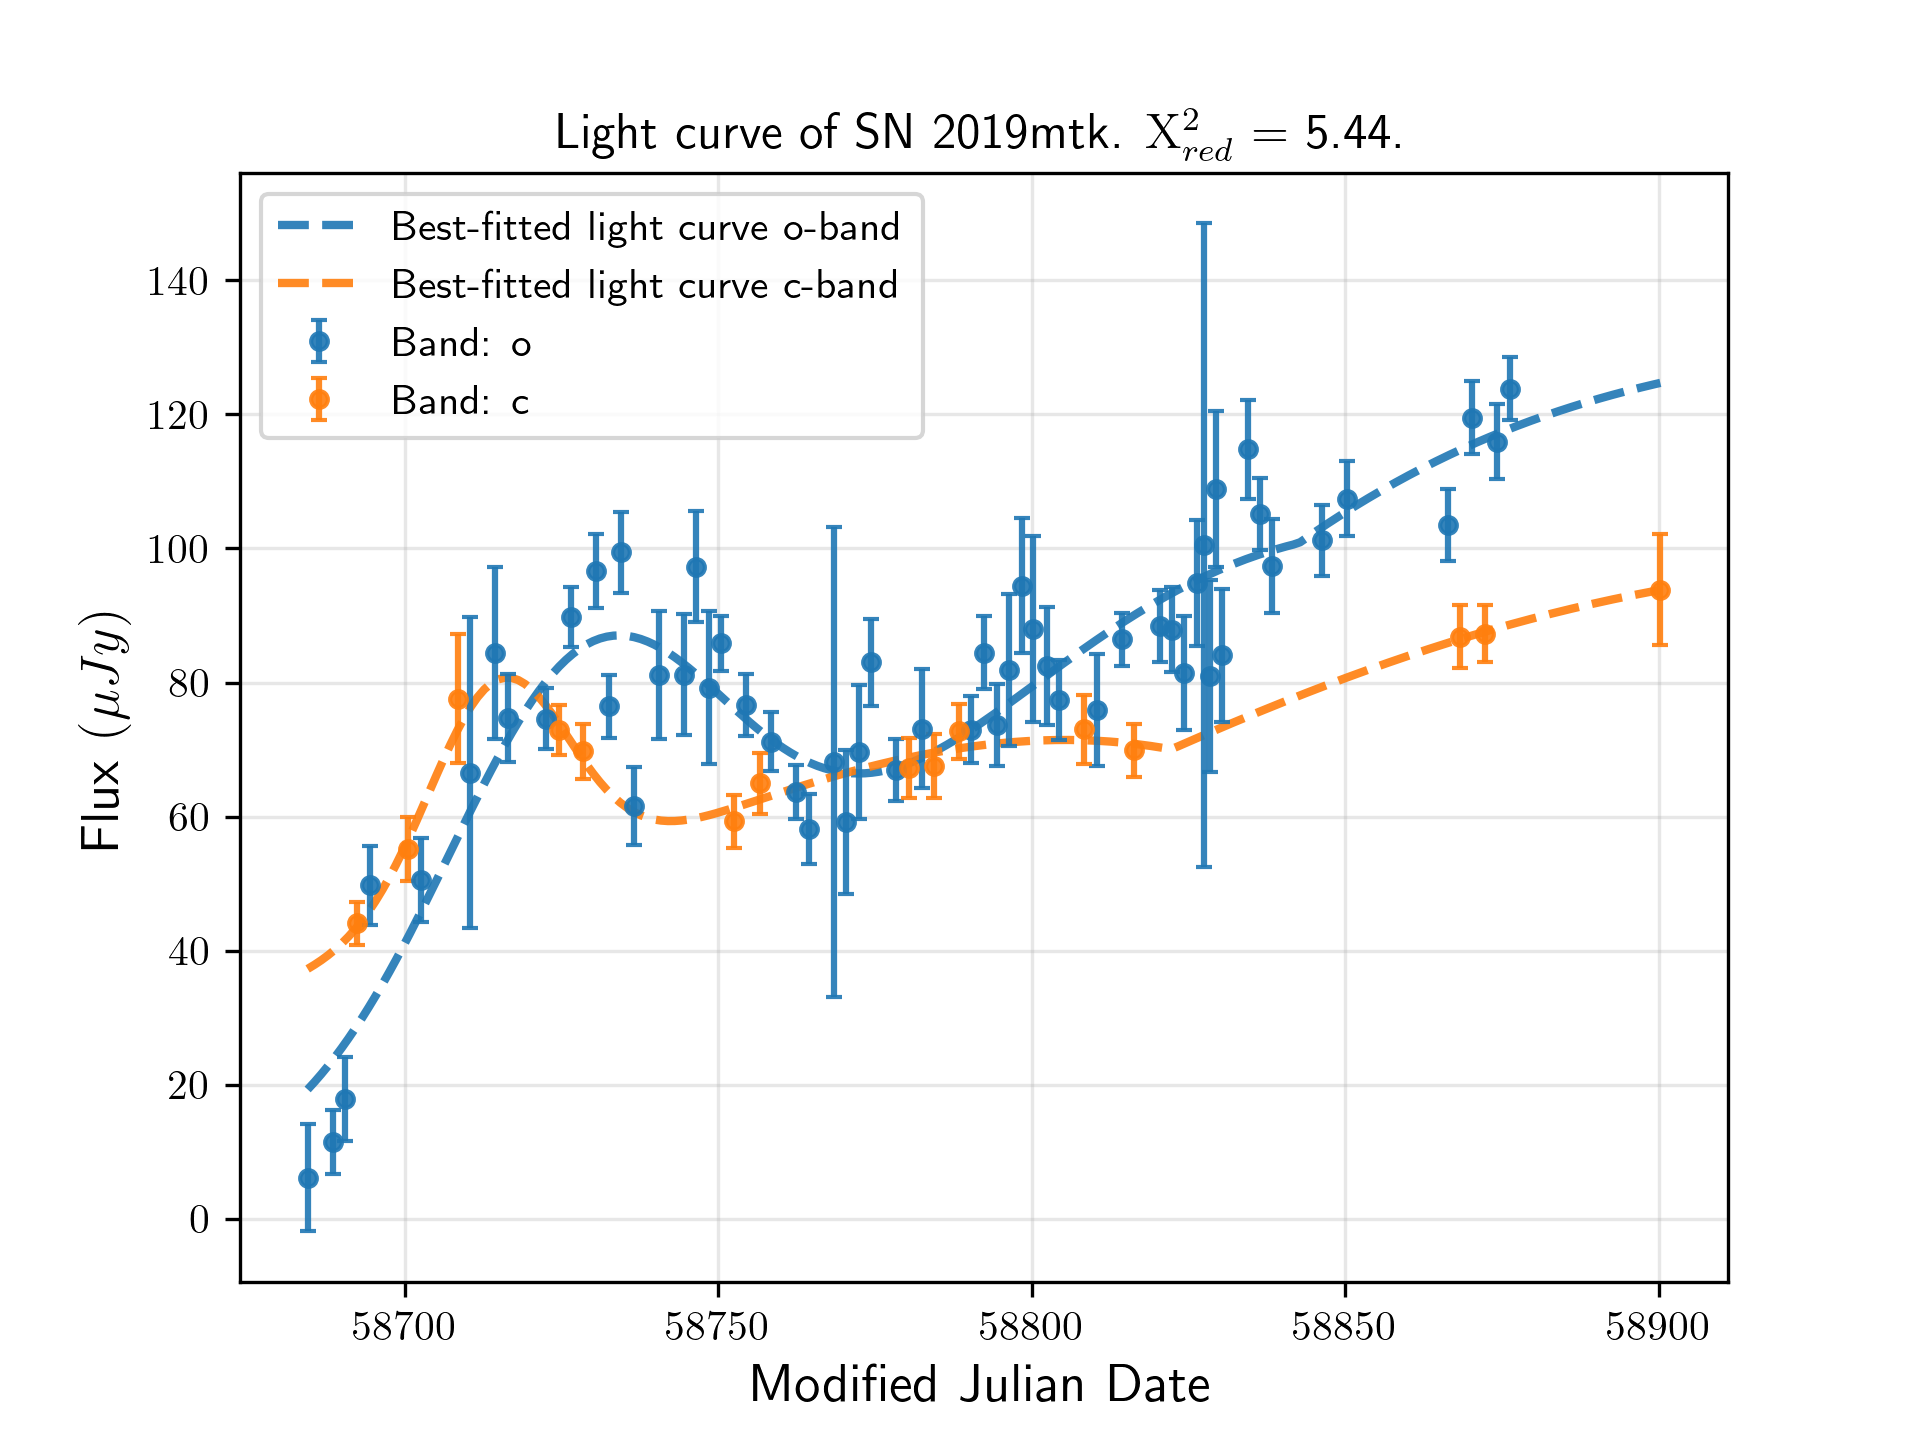 Light curve of SN 2019mtk. X²_red = 5.44.
Best-fitted light curve o-band
Best-fitted light curve c-band
Band: o
Band: c
Flux (μJy)
140
120
100
80
60
40
20
0
58700 58750 58800 58850 58900
Modified Julian Date